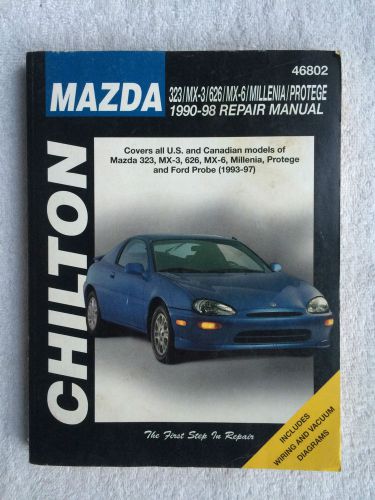 46802
MAZDA
323/MX-3/626/MX-6/MILLENIA/PROTEGE
1990-98 REPAIR MANUAL
Covers all U.S. and Canadian models of
Mazda 323, MX-3, 626, MX-6, Millenia, Protege
and Ford Probe (1993-97)
CHILTON
The First Step In Repair
INCLUDES
WIRING AND VACUUM
DIAGRAMS